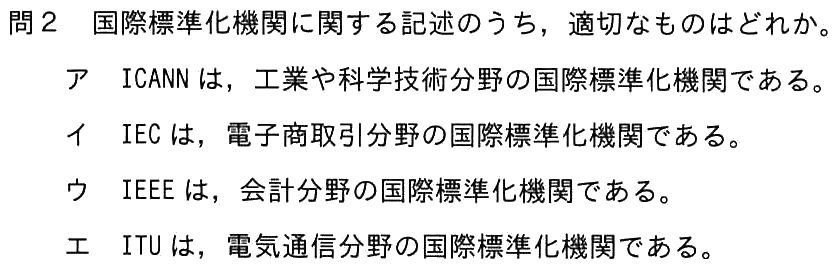 問２　国際標準化機関に関する記述のうち，適切なものはどれか。
ア　ICANN は，工業や科学技術分野の国際標準化機関である。
イ　IEC は，電子商取引分野の国際標準化機関である。
ウ　IEEE は，会計分野の国際標準化機関である。
エ　ITU は，電気通信分野の国際標準化機関である。